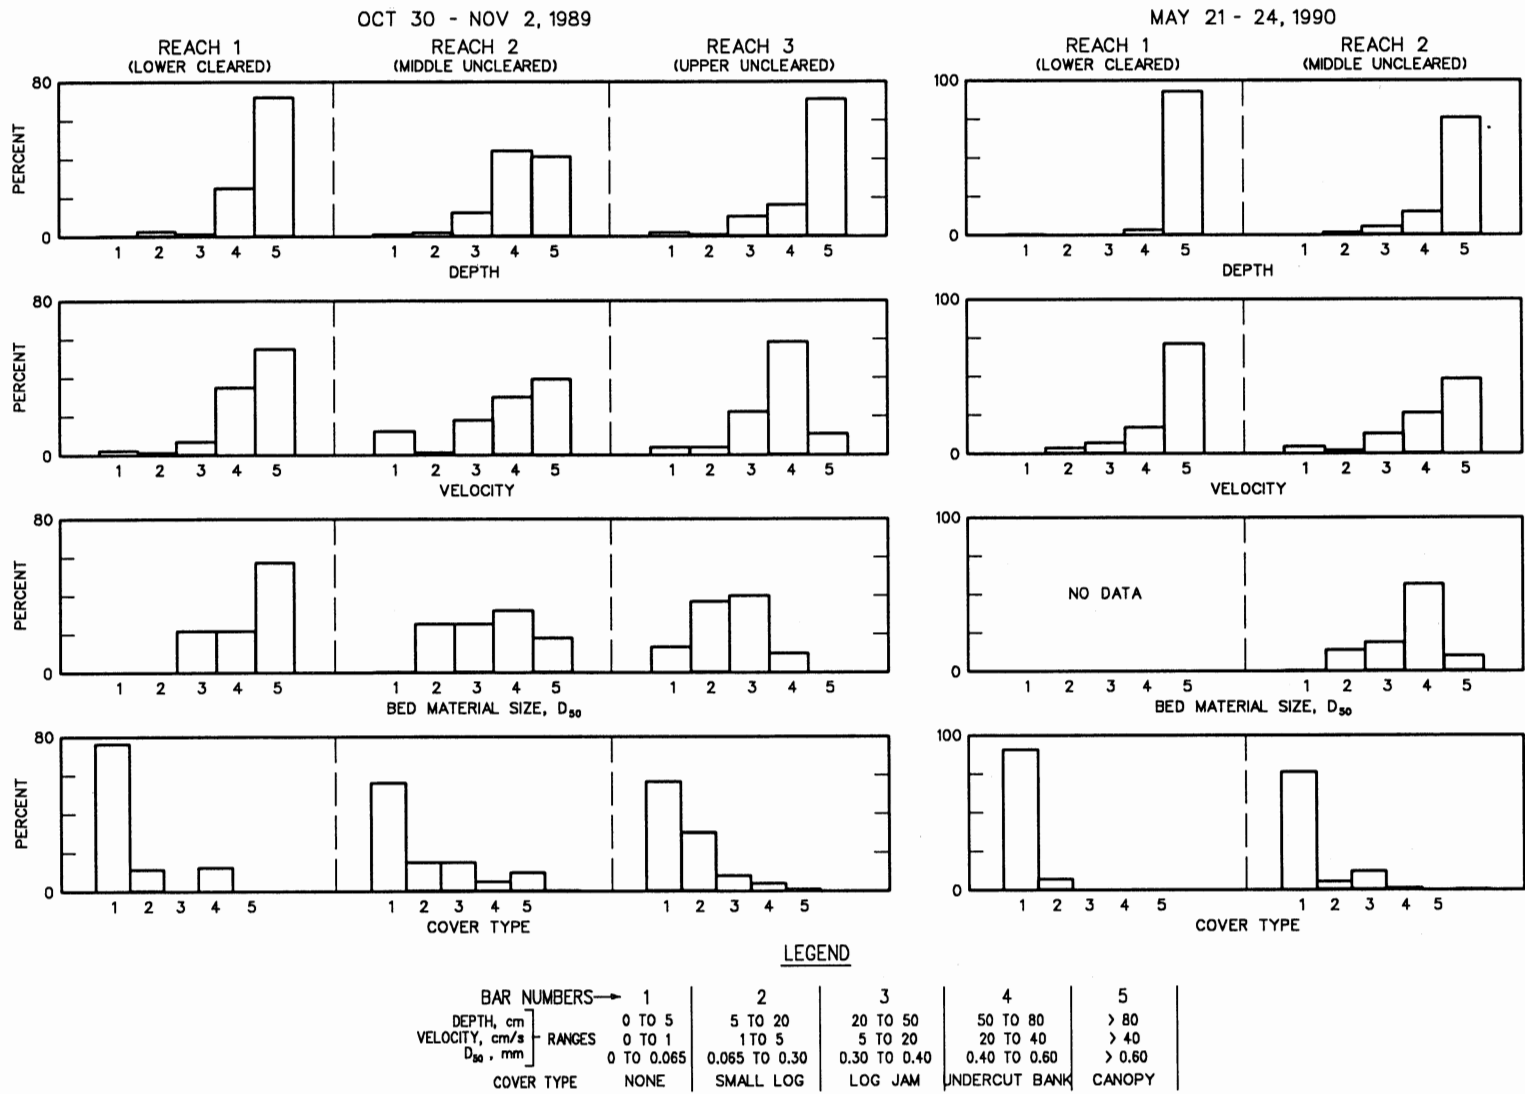 OCT 30 - NOV 2, 1989
MAY 21 - 24, 1990
REACH 1
(LOWER CLEARED)
REACH 2
(MIDDLE UNCLEARED)
REACH 3
(UPPER UNCLEARED)
REACH 1
(LOWER CLEARED)
REACH 2
(MIDDLE UNCLEARED)
80
PERCENT
0
1 2 3 4 5 1 2 3 4 5 1 2 3 4 5
DEPTH
100
0
1 2 3 4 5 1 2 3 4 5
DEPTH
80
PERCENT
0
1 2 3 4 5 1 2 3 4 5 1 2 3 4 5
VELOCITY
100
0
1 2 3 4 5 1 2 3 4 5
VELOCITY
80
PERCENT
0
1 2 3 4 5 1 2 3 4 5 1 2 3 4 5
BED MATERIAL SIZE, D50
100
NO DATA
0
1 2 3 4 5 1 2 3 4 5
BED MATERIAL SIZE, D50
80
PERCENT
0
1 2 3 4 5 1 2 3 4 5 1 2 3 4 5
COVER TYPE
100
0
1 2 3 4 5 1 2 3 4 5
COVER TYPE
LEGEND
BAR NUMBERS→ 1 2 3 4 5
DEPTH, cm 0 TO 5 5 TO 20 20 TO 50 50 TO 80 > 80
VELOCITY, cm/s RANGES 0 TO 1 1 TO 5 5 TO 20 20 TO 40 > 40
D50, mm 0 TO 0.065 0.065 TO 0.30 0.30 TO 0.40 0.40 TO 0.60 > 0.60
COVER TYPE NONE SMALL LOG LOG JAM UNDERCUT BANK CANOPY